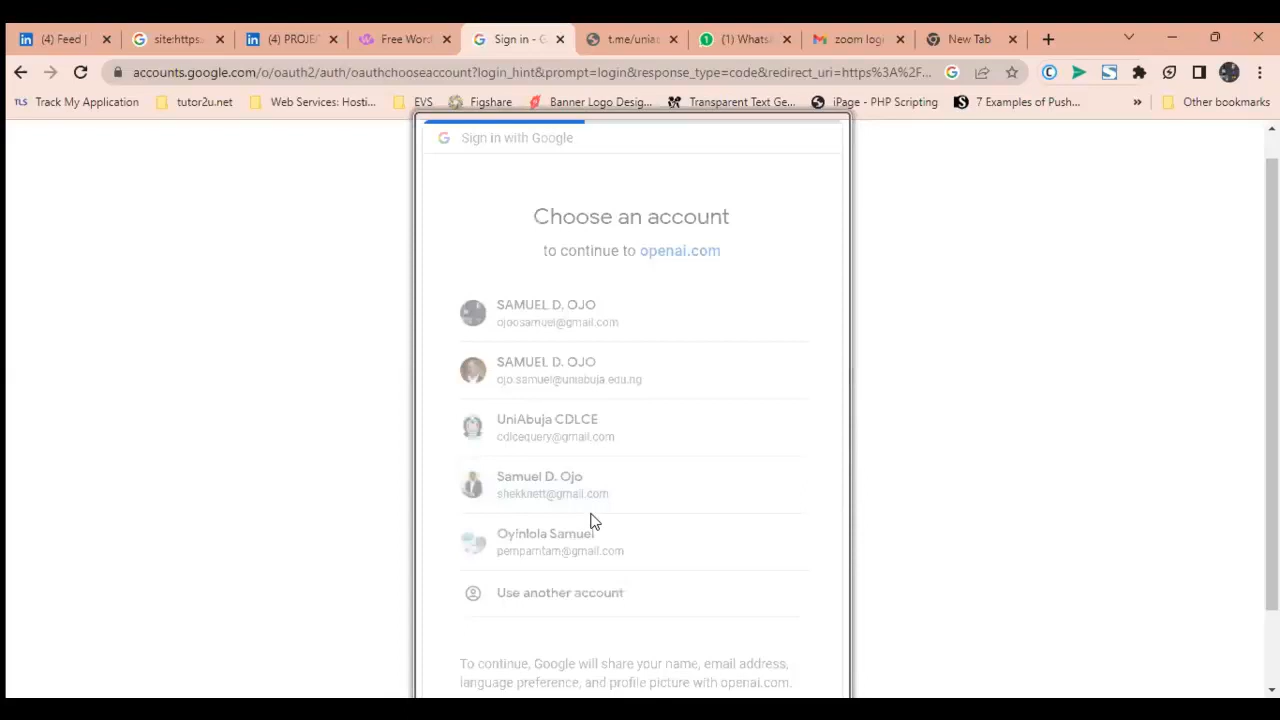 (4) Feed |
site:https
(4) PROJE
Free Word
Sign in - G
t.me/unia
(1) Whats
zoom log
New Tab
accounts.google.com/o/oauth2/auth/oauthchooseaccount?login_hint&prompt=login&response_type=code&redirect_uri=https%3A%2F...
TLS Track My Application
tutor2u.net
Web Services: Hosti...
EVS
Figshare
Banner Logo Desig...
Transparent Text Ge...
iPage - PHP Scripting
7 Examples of Push...
»
Other bookmarks
Sign in with Google
Choose an account
to continue to openai.com
SAMUEL D. OJO
ojoosamuel@gmail.com
SAMUEL D. OJO
ojo.samuel@uniabuja.edu.ng
UniAbuja CDLCE
cdlcequery@gmail.com
Samuel D. Ojo
shekknett@gmail.com
Oyinlola Samuel
pemparntam@gmail.com
Use another account
To continue, Google will share your name, email address,
language preference, and profile picture with openai.com.